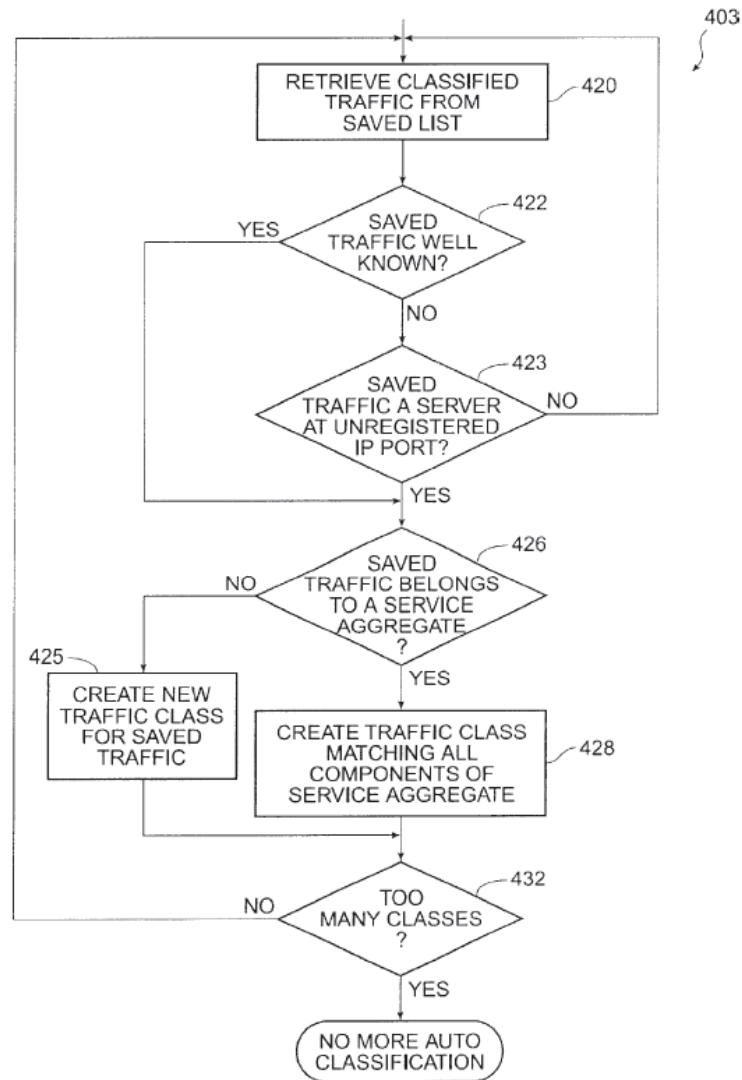 403
RETRIEVE CLASSIFIED
TRAFFIC FROM
SAVED LIST
420
422
SAVED
TRAFFIC WELL
KNOWN?
YES
NO
423
SAVED
TRAFFIC A SERVER
AT UNREGISTERED
IP PORT?
NO
YES
426
SAVED
TRAFFIC BELONGS
TO A SERVICE
AGGREGATE
?
NO
YES
425
CREATE NEW
TRAFFIC CLASS
FOR SAVED
TRAFFIC
CREATE TRAFFIC CLASS
MATCHING ALL
COMPONENTS OF
SERVICE AGGREGATE
428
432
TOO
MANY CLASSES
?
NO
YES
NO MORE AUTO
CLASSIFICATION